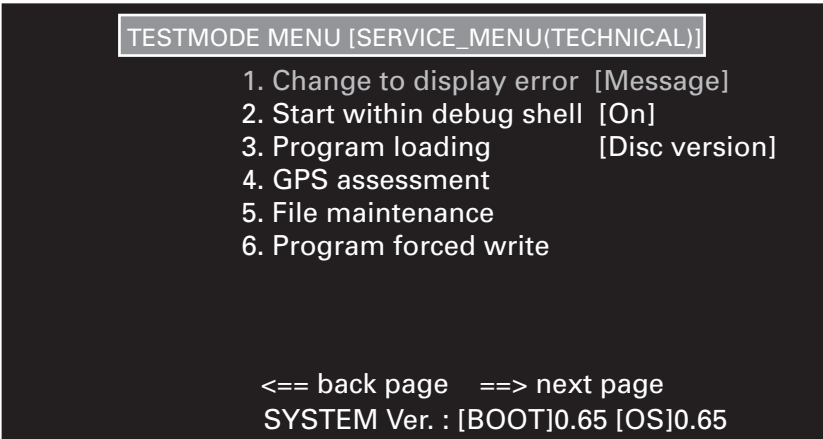 TESTMODE MENU [SERVICE_MENU(TECHNICAL)]
1. Change to display error [Message]
2. Start within debug shell [On]
3. Program loading [Disc version]
4. GPS assessment
5. File maintenance
6. Program forced write
<== back page ==> next page
SYSTEM Ver. : [BOOT]0.65 [OS]0.65